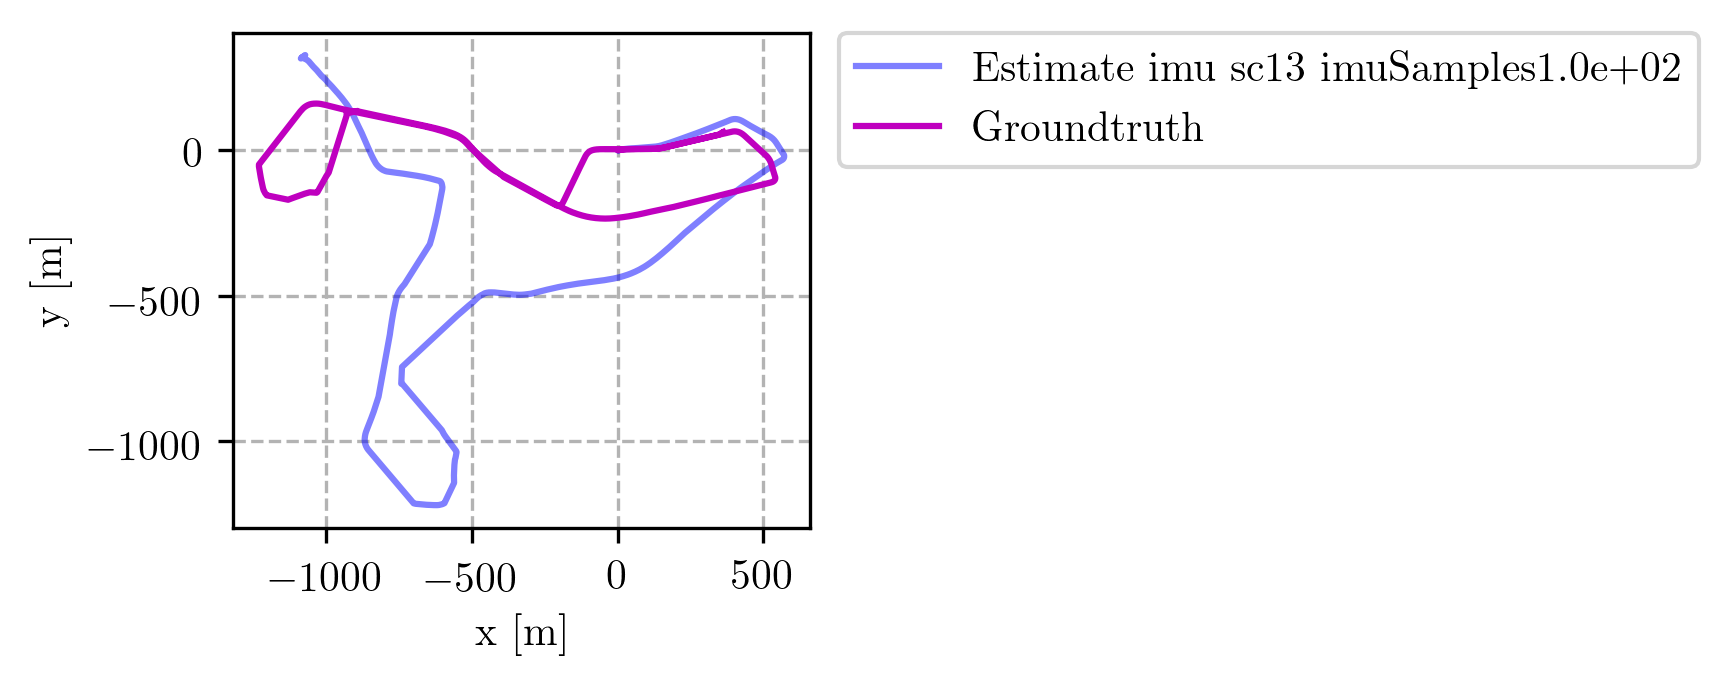 Estimate imu sc13 imuSamples1.0e+02
Groundtruth
0
−500
−1000
y [m]
−1000
−500
0
500
x [m]